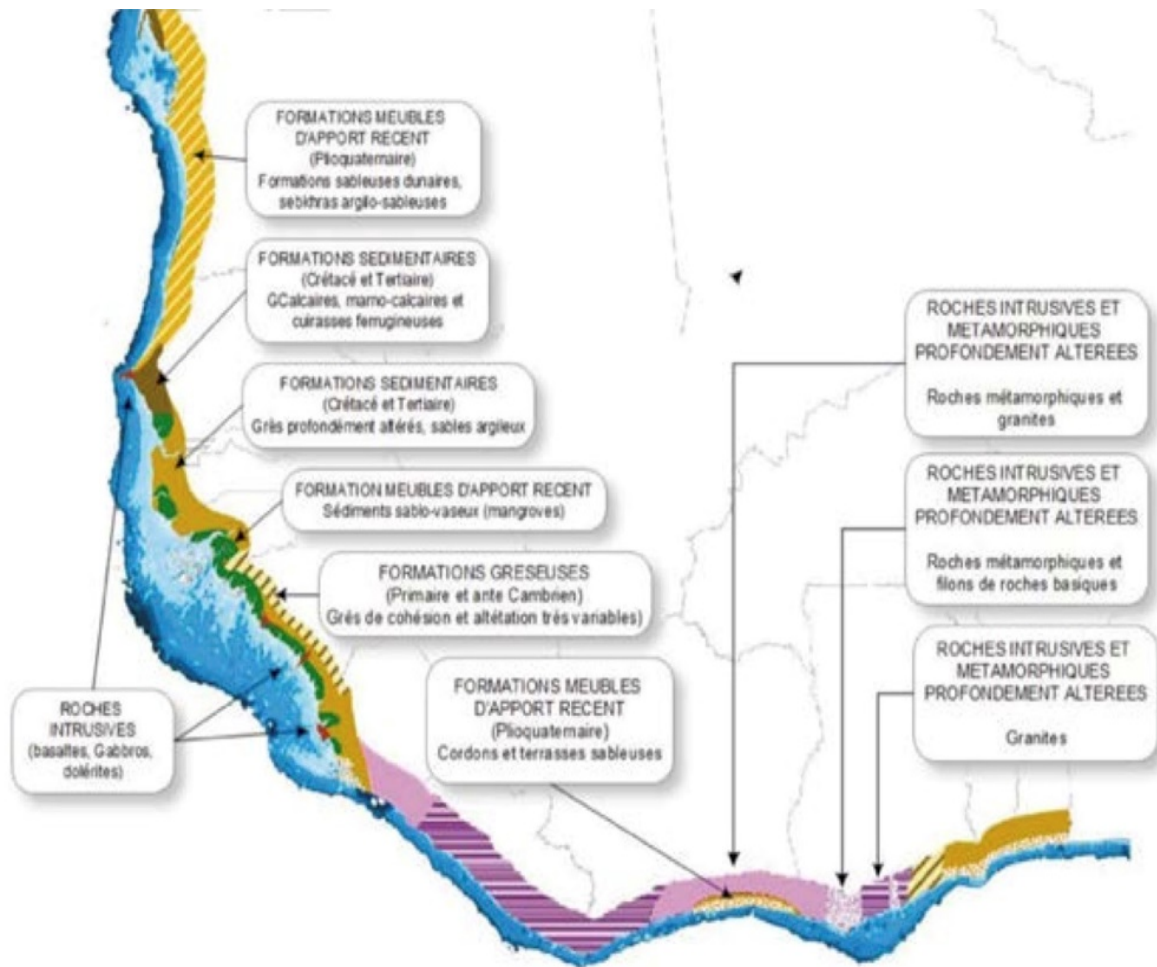 FORMATIONS MEUBLES
D'APPORT RECENT
(Plioquaternaire)
Formations sableuses dunaires,
sebkhras argilo-sableuses
FORMATIONS SEDIMENTAIRES
(Crétacé et Tertiaire)
GCalcaires, marno-calcaires et
cuirasses ferrugineuses
FORMATIONS SEDIMENTAIRES
(Crétacé et Tertiaire)
Grès profondément altérés, sables argileux
FORMATION MEUBLES D'APPORT RECENT
Sédiments sablo-vaseux (mangroves)
FORMATIONS GRESEUSES
(Primaire et ante Cambrien)
Grés de cohésion et altétation trés variables)
FORMATIONS MEUBLES
D'APPORT RECENT
(Plioquaternaire)
Cordons et terrasses sableuses
ROCHES
INTRUSIVES
(basaltes, Gabbros,
dolérites)
ROCHES INTRUSIVES ET
METAMORPHIQUES
PROFONDEMENT ALTEREES
Roches métamorphiques et
granites
ROCHES INTRUSIVES ET
METAMORPHIQUES
PROFONDEMENT ALTEREES
Roches métamorphiques et
filons de roches basiques
ROCHES INTRUSIVES ET
METAMORPHIQUES
PROFONDEMENT ALTEREES
Granites